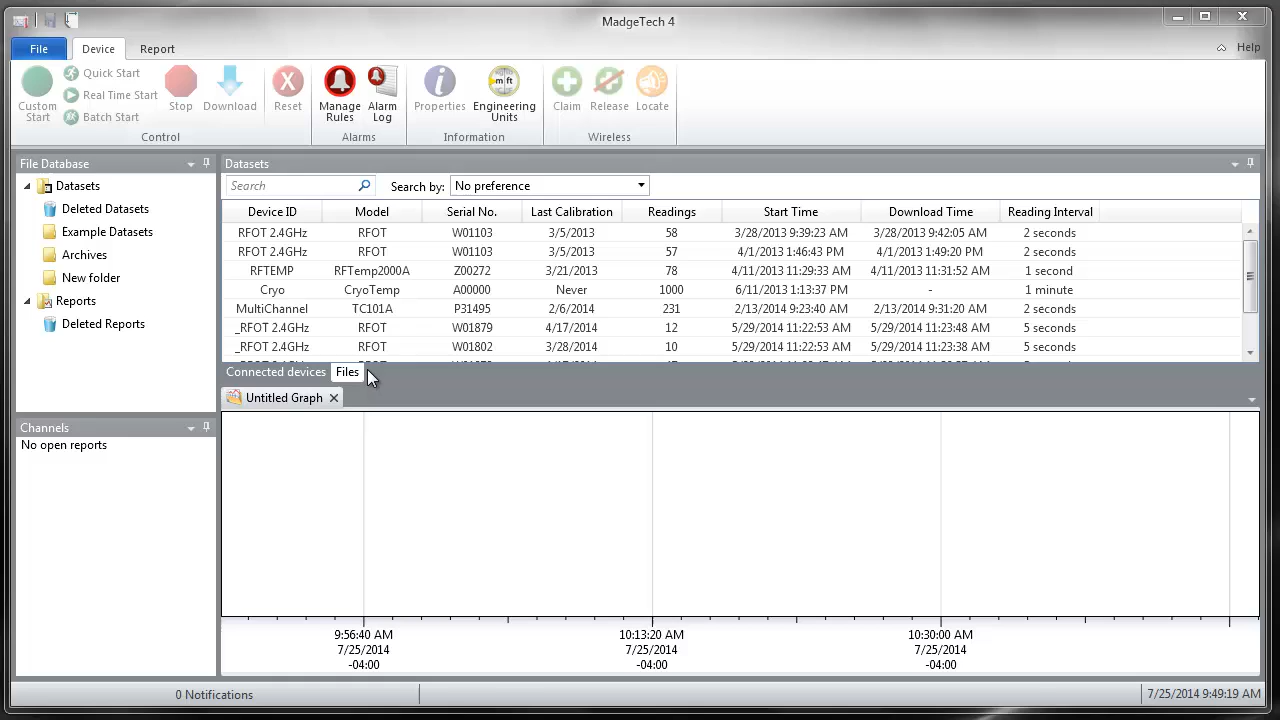 MadgeTech 4
File Device Report Help
Custom Start
Quick Start
Real Time Start
Batch Start
Stop
Download
Control
Reset
Manage Rules
Alarm Log
Alarms
Properties
Engineering Units
Information
Claim
Release
Locate
Wireless
File Database
Datasets
Deleted Datasets
Example Datasets
Archives
New folder
Reports
Deleted Reports
Channels
No open reports
Datasets
Search Search by: No preference
Device ID Model Serial No. Last Calibration Readings Start Time Download Time Reading Interval
RFOT 2.4GHz RFOT W01103 3/5/2013 58 3/28/2013 9:39:23 AM 3/28/2013 9:42:05 AM 2 seconds
RFOT 2.4GHz RFOT W01103 3/5/2013 57 4/1/2013 1:46:43 PM 4/1/2013 1:49:20 PM 2 seconds
RFTEMP RFTemp2000A Z00272 3/21/2013 78 4/11/2013 11:29:33 AM 4/11/2013 11:31:52 AM 1 second
Cryo CryoTemp A00000 Never 1000 6/11/2013 1:13:37 PM - 1 minute
MultiChannel TC101A P31495 2/6/2014 231 2/13/2014 9:23:40 AM 2/13/2014 9:31:20 AM 2 seconds
_RFOT 2.4GHz RFOT W01879 4/17/2014 12 5/29/2014 11:22:53 AM 5/29/2014 11:23:48 AM 5 seconds
_RFOT 2.4GHz RFOT W01802 3/28/2014 10 5/29/2014 11:22:53 AM 5/29/2014 11:23:48 AM 5 seconds
Connected devices Files
Untitled Graph
9:56:40 AM 10:13:20 AM 10:30:00 AM
7/25/2014 7/25/2014 7/25/2014
-04:00 -04:00 -04:00
0 Notifications 7/25/2014 9:49:19 AM